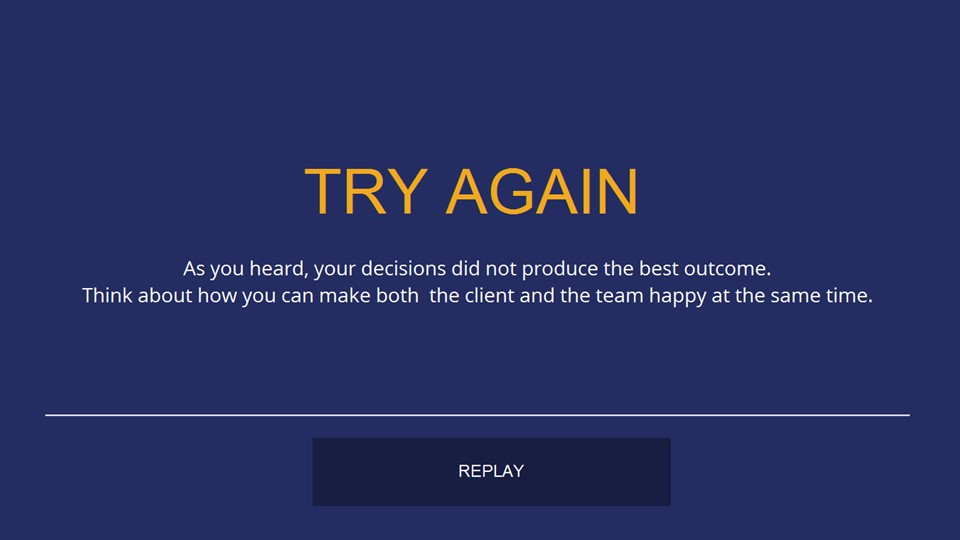 TRY AGAIN
As you heard, your decisions did not produce the best outcome.
Think about how you can make both  the client and the team happy at the same time.
REPLAY